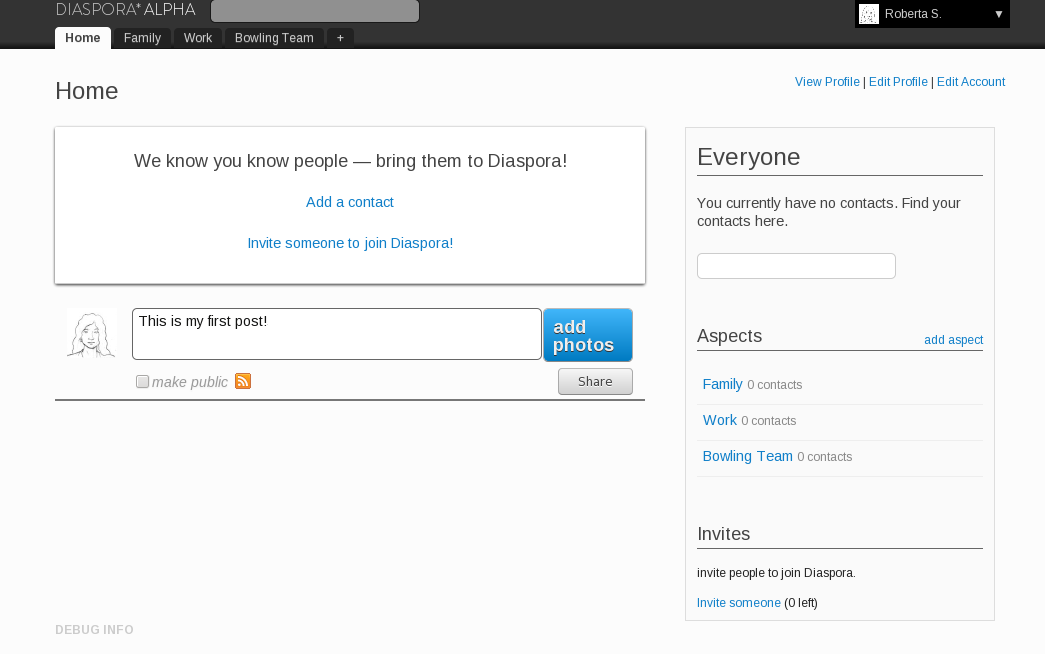 DIASPORA* ALPHA
Roberta S. ▼
Home Family Work Bowling Team +
Home
View Profile | Edit Profile | Edit Account
We know you know people — bring them to Diaspora!
Add a contact
Invite someone to join Diaspora!
This is my first post!
add
photos
make public
Share
Everyone
You currently have no contacts. Find your
contacts here.
Aspects add aspect
Family 0 contacts
Work 0 contacts
Bowling Team 0 contacts
Invites
invite people to join Diaspora.
Invite someone (0 left)
DEBUG INFO